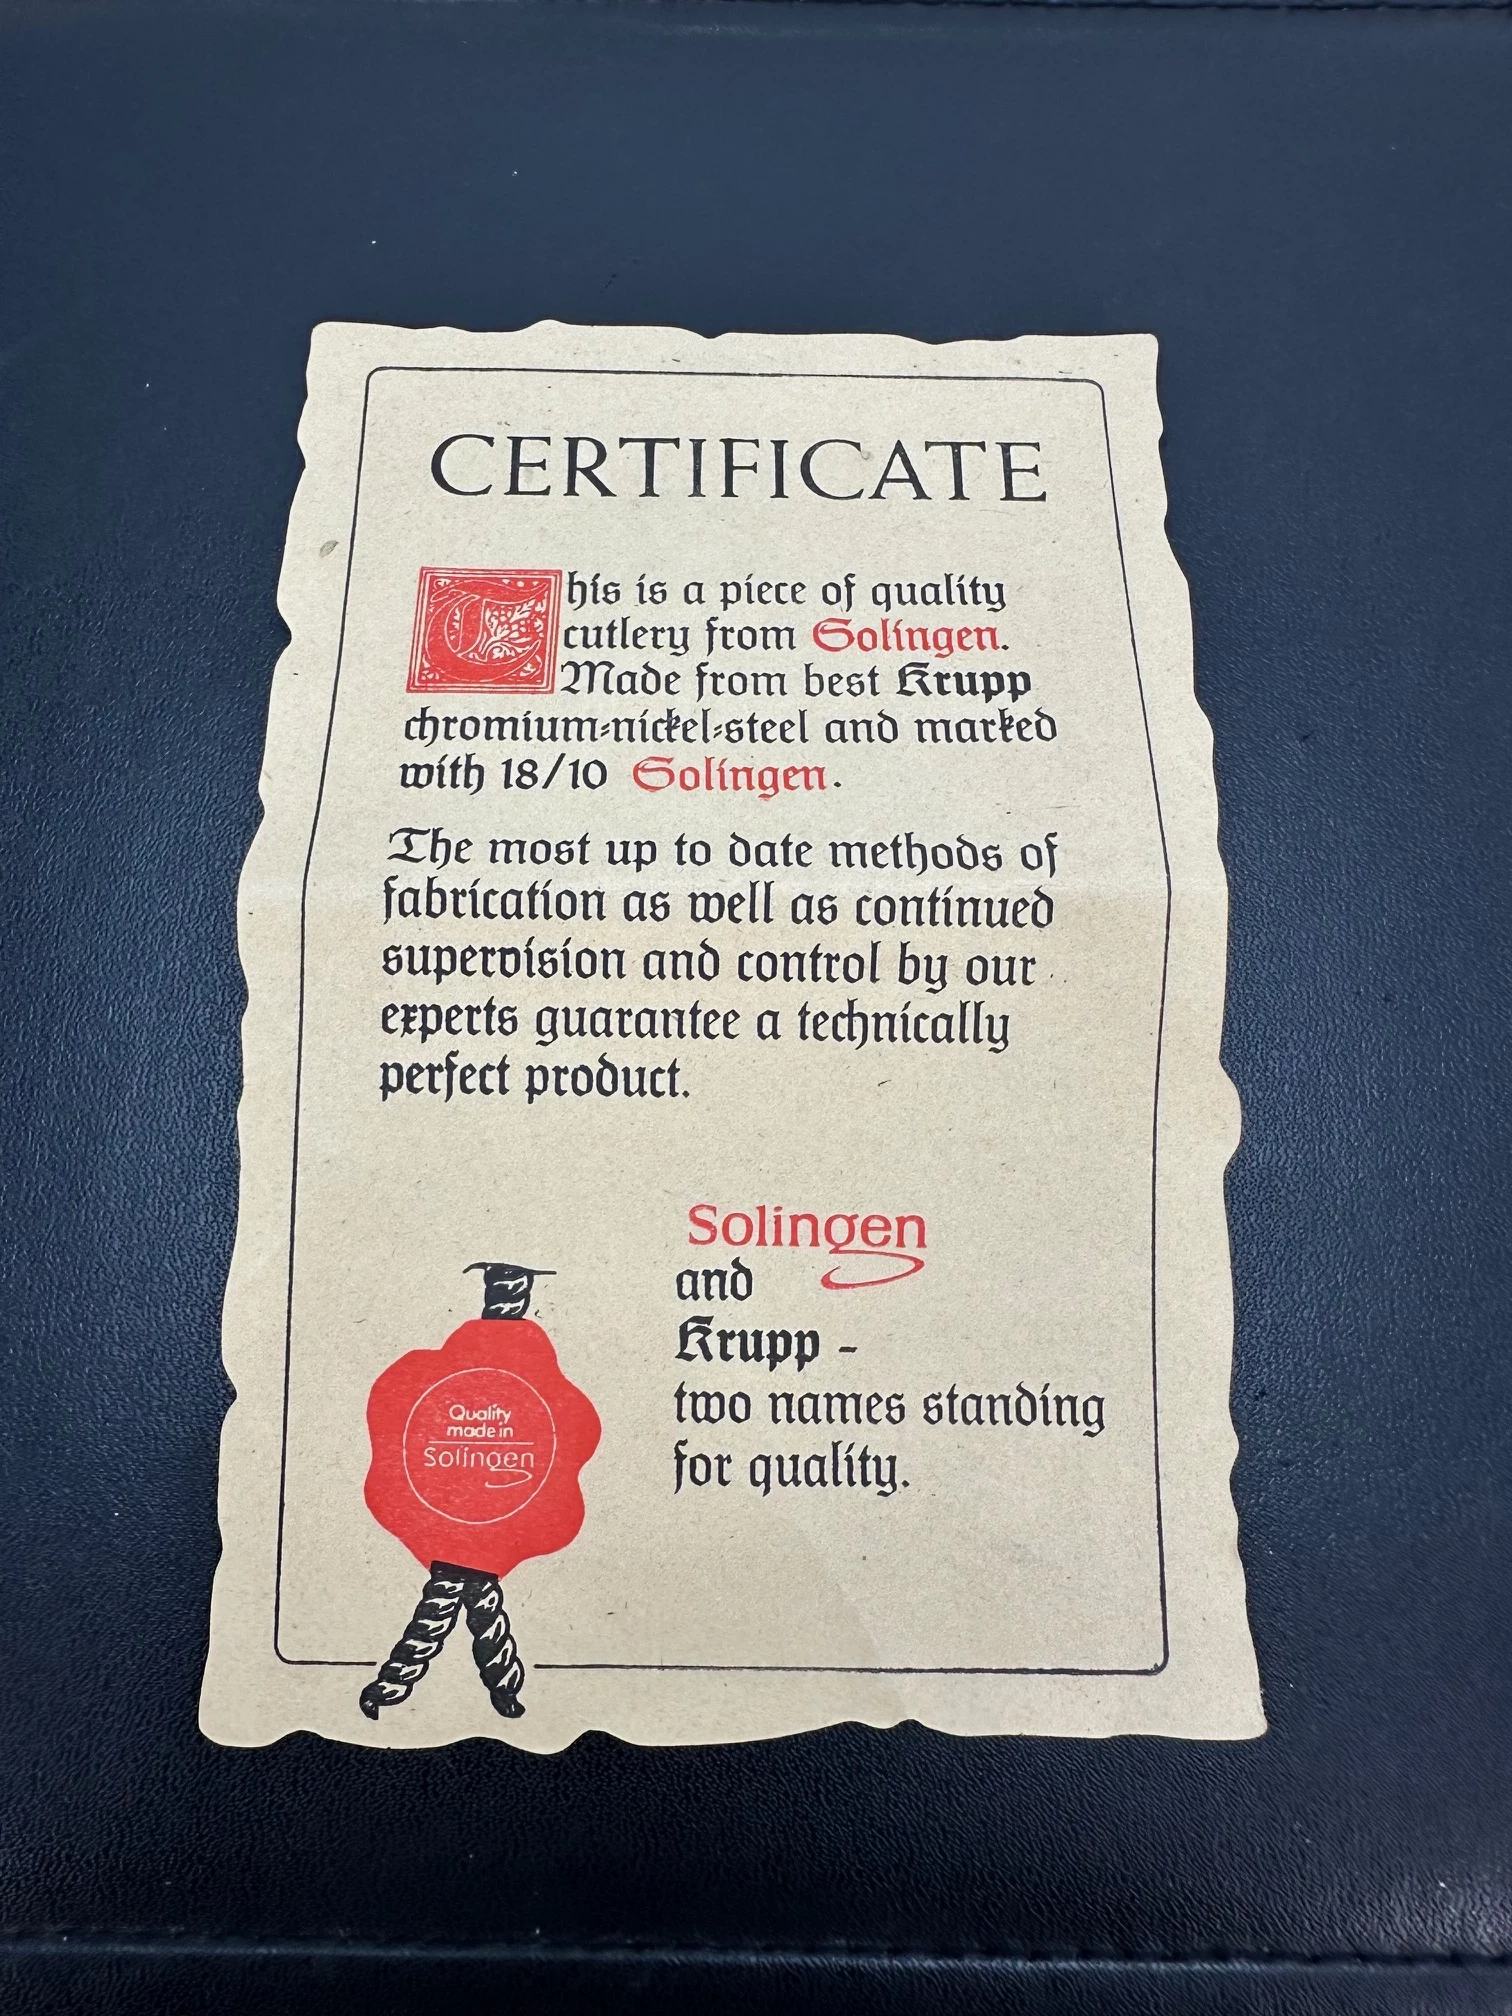 CERTIFICATE
This is a piece of quality
cutlery from Solingen.
Made from best Krupp
chromium-nickel-steel and marked
with 18/10 Solingen.
The most up to date methods of
fabrication as well as continued
supervision and control by our
experts guarantee a technically
perfect product.
Solingen
and
Krupp -
two names standing
for quality.
Quality
made in
Solingen